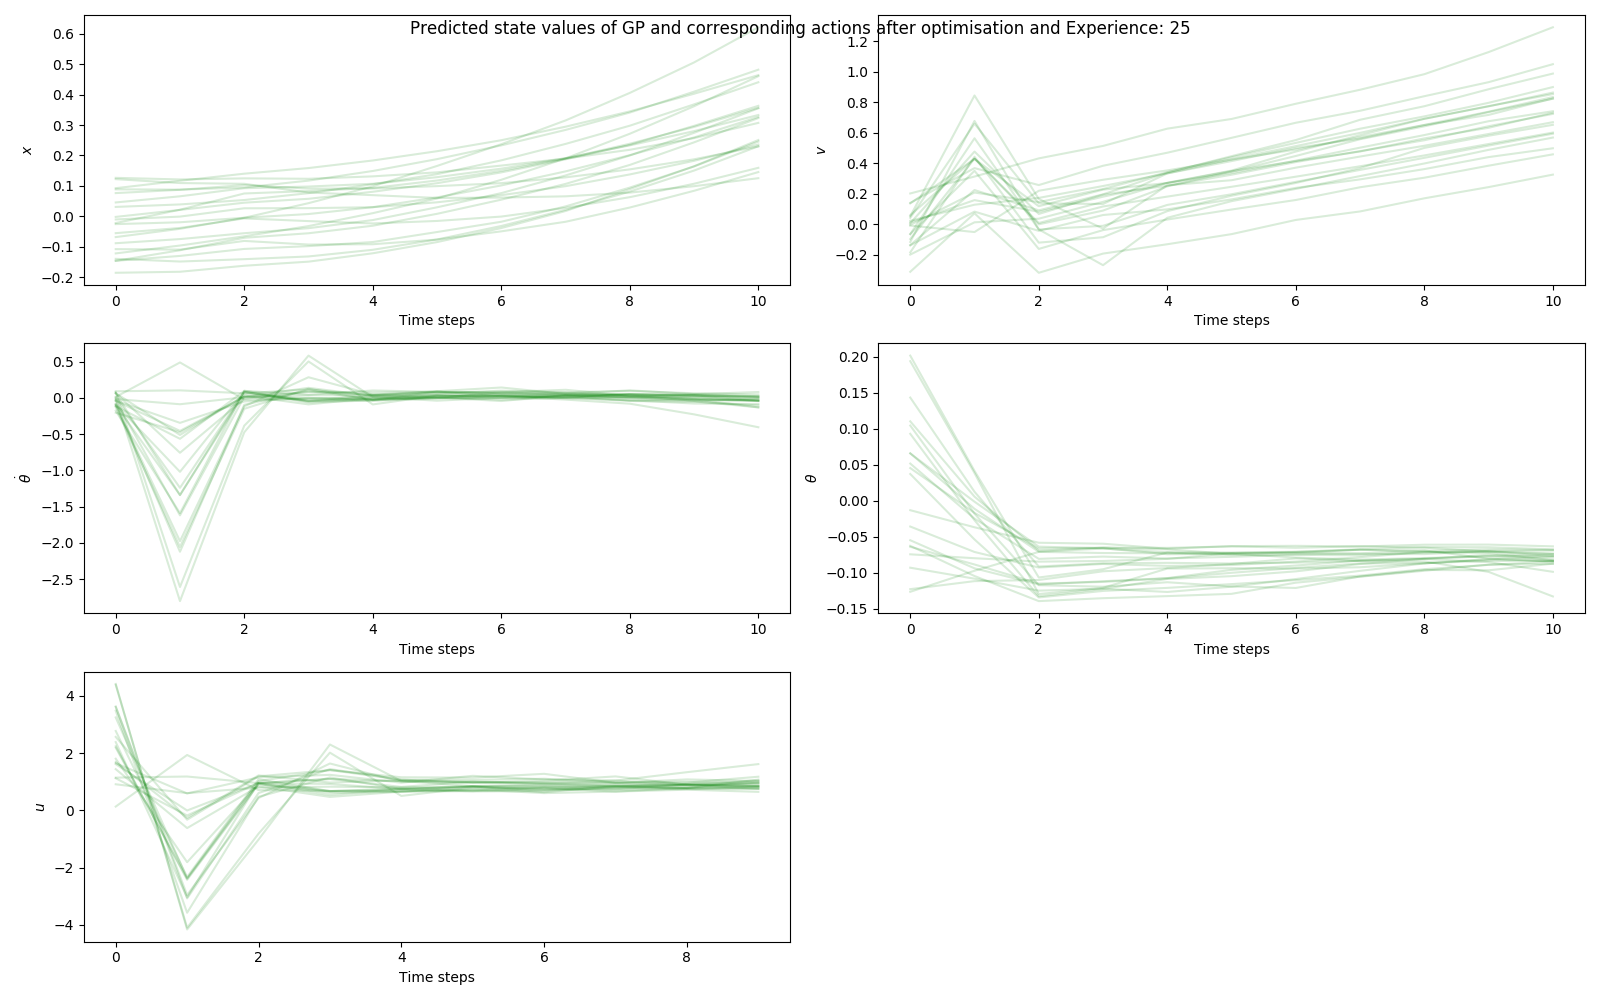 Predicted state values of GP and corresponding actions after optimisation and Experience: 25
0.6
0.5
0.4
0.3
0.2
0.1
0.0
−0.1
−0.2
x
0 2 4 6 8 10
Time steps
1.2
1.0
0.8
0.6
0.4
0.2
0.0
−0.2
v
0 2 4 6 8 10
Time steps
0.5
0.0
−0.5
−1.0
−1.5
−2.0
−2.5
θ̇
0 2 4 6 8 10
Time steps
0.20
0.15
0.10
0.05
0.00
−0.05
−0.10
−0.15
θ
0 2 4 6 8 10
Time steps
4
2
0
−2
−4
u
0 2 4 6 8
Time steps